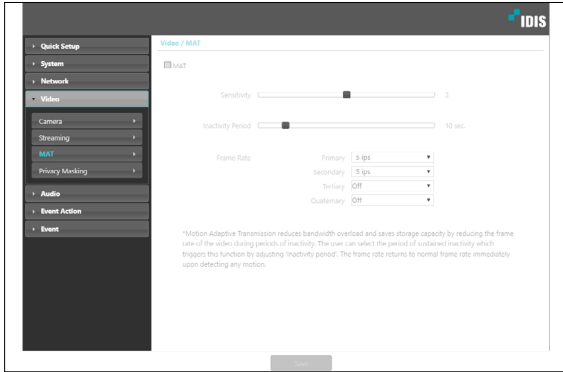 IDIS
Quick Setup
System
Network
Video
Camera
Streaming
MAT
Privacy Masking
Audio
Event Action
Event
Video / MAT
MAT
Sensitivity 2
Inactivity Period 10 sec.
Frame Rate Primary 5 ips
Secondary 5 ips
Tertiary Off
Quaternary Off
*Motion Adaptive Transmission reduces bandwidth overload and saves storage capacity by reducing the frame
rate of the video during periods of inactivity. The user can select the period of sustained inactivity which
triggers this function by adjusting 'Inactivity period'. The frame rate returns to normal frame rate immediately
upon detecting any motion.
Save